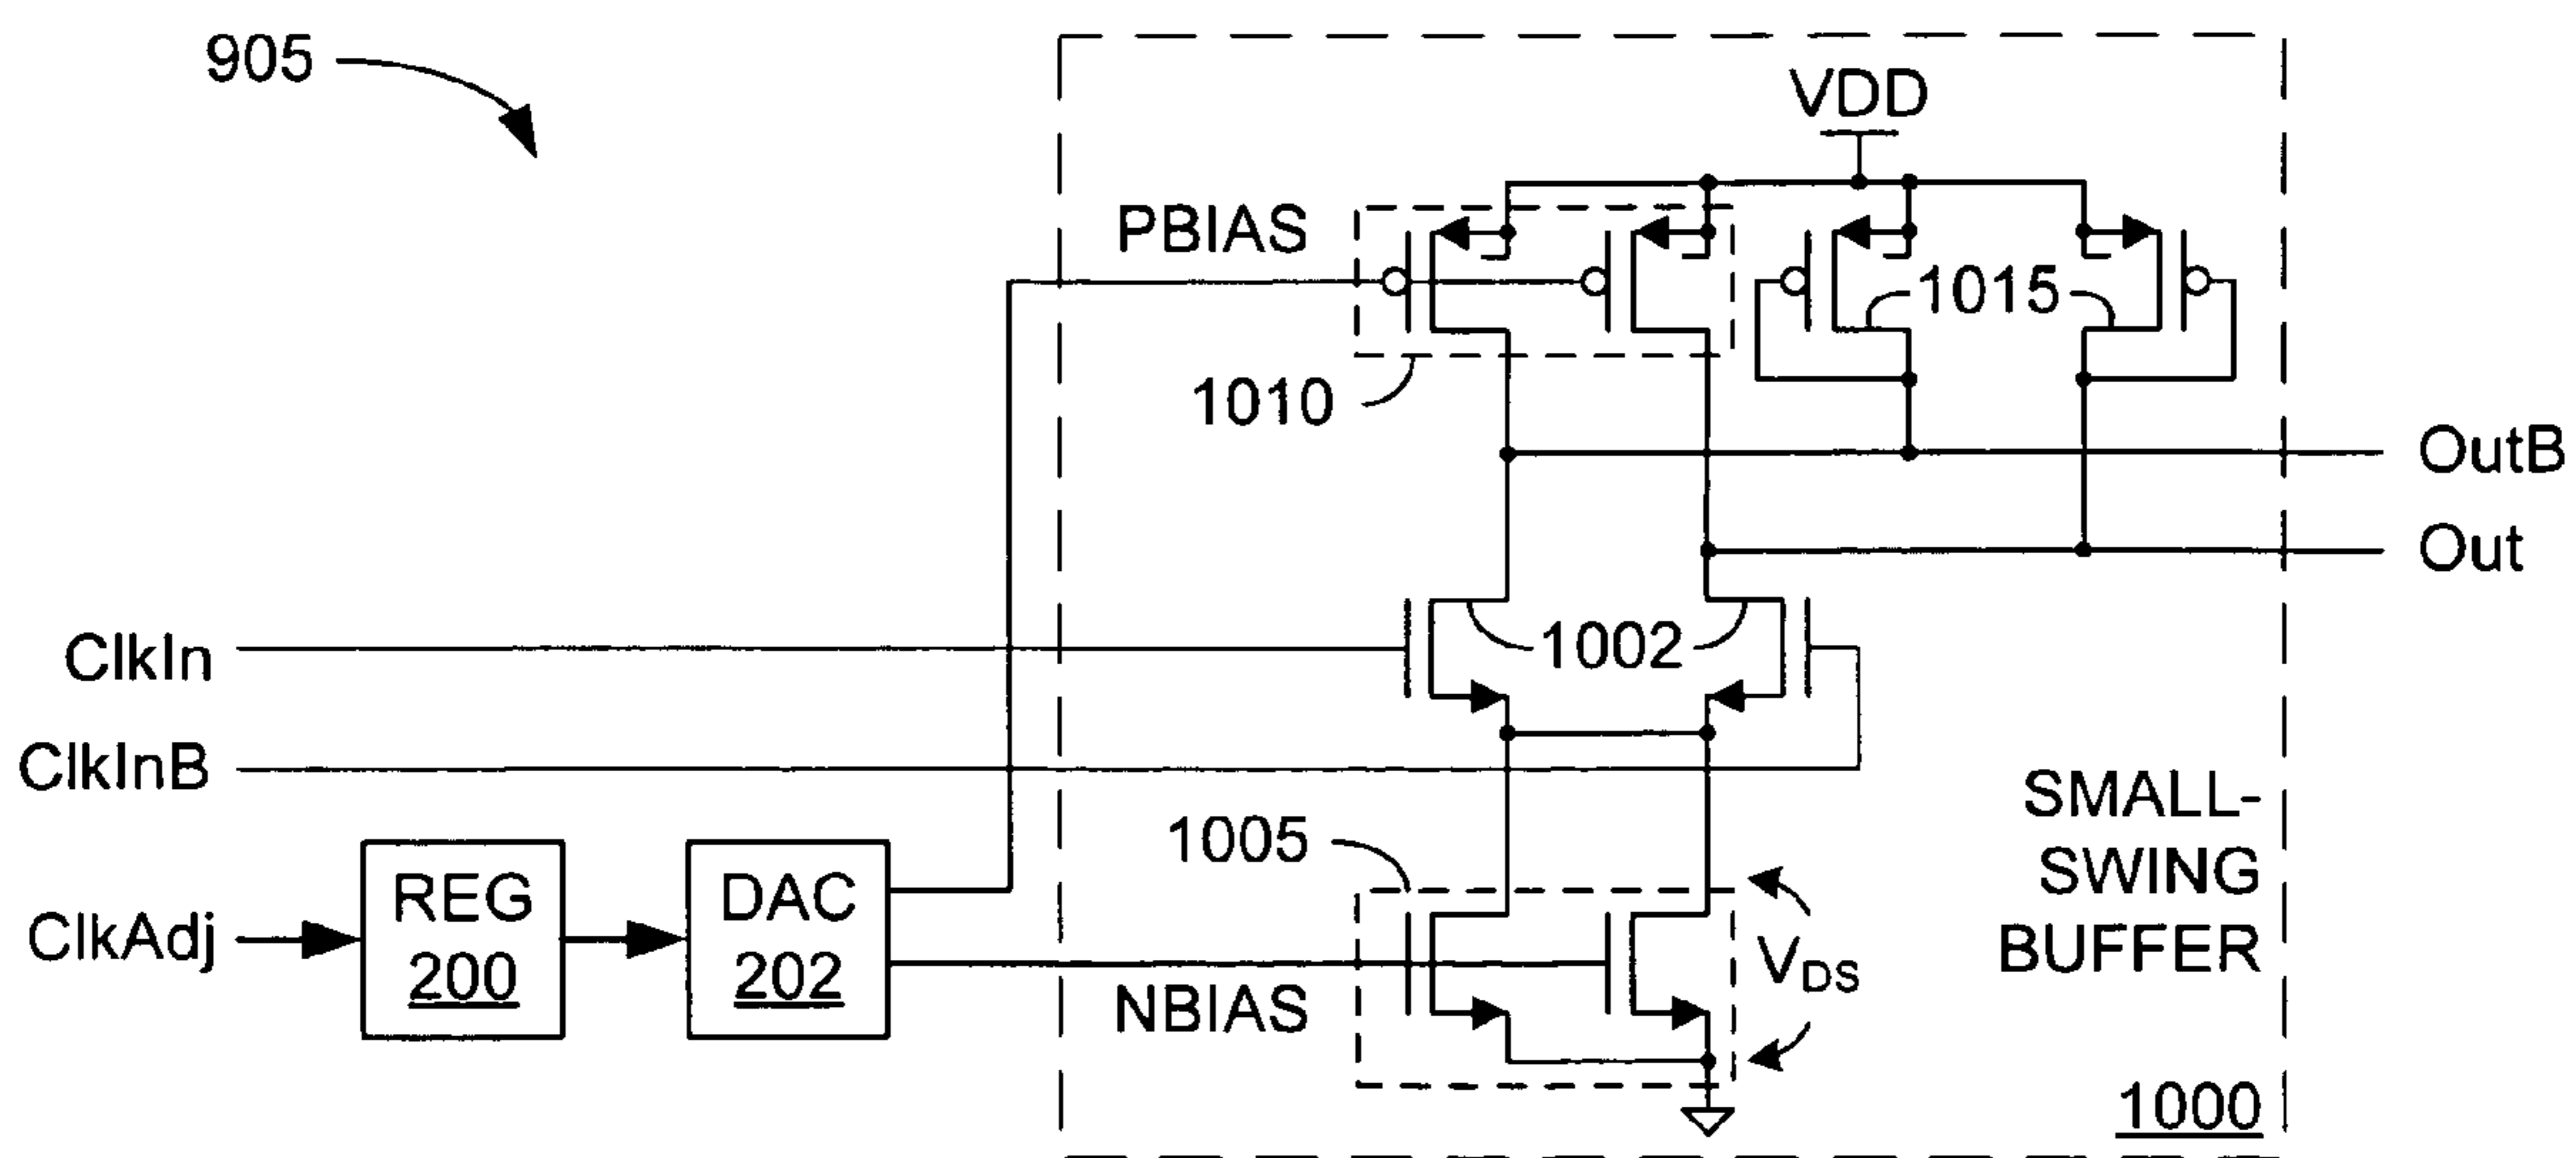 905
VDD
PBIAS
1015
1010
OutB
Out
ClkIn
1002
ClkInB
SMALL-
SWING
BUFFER
1005
ClkAdj
REG
200
DAC
202
VDS
NBIAS
1000